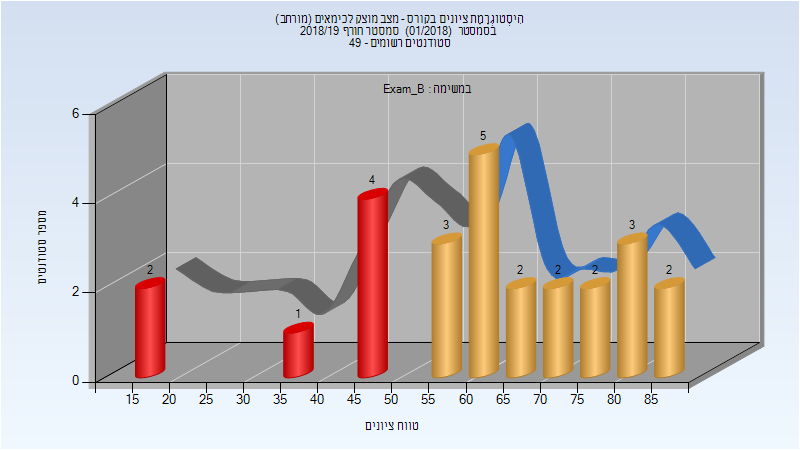 היסטוגרמת ציונים בקורס - מצב מוצק לכימאים (מורחב)
בסמסטר (01/2018) סמסטר חורף 2018/19
סטודנטים רשומים - 49
במשימה : Exam_B
מספר סטודנטים
6
4
2
0
2
1
4
3
5
2
2
2
3
2
15 20 25 30 35 40 45 50 55 60 65 70 75 80 85
טווח ציונים